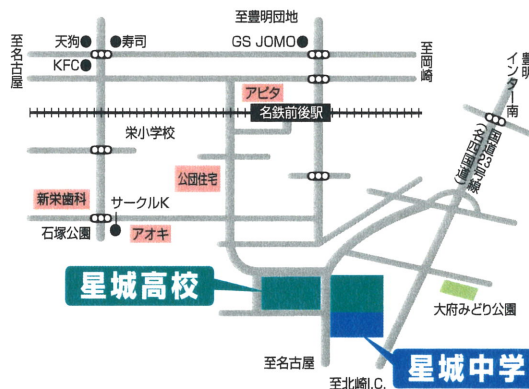 至豊明団地
天狗 寿司
GS JOMO
至名古屋
KFC
至岡崎
豊明インター南
アピタ
名鉄前後駅
栄小学校
国道23号線
(名四国道)
公団住宅
新栄歯科
サークルK
石塚公園
アオキ
星城高校
大府みどり公園
至名古屋
星城中学
至北崎I.C.